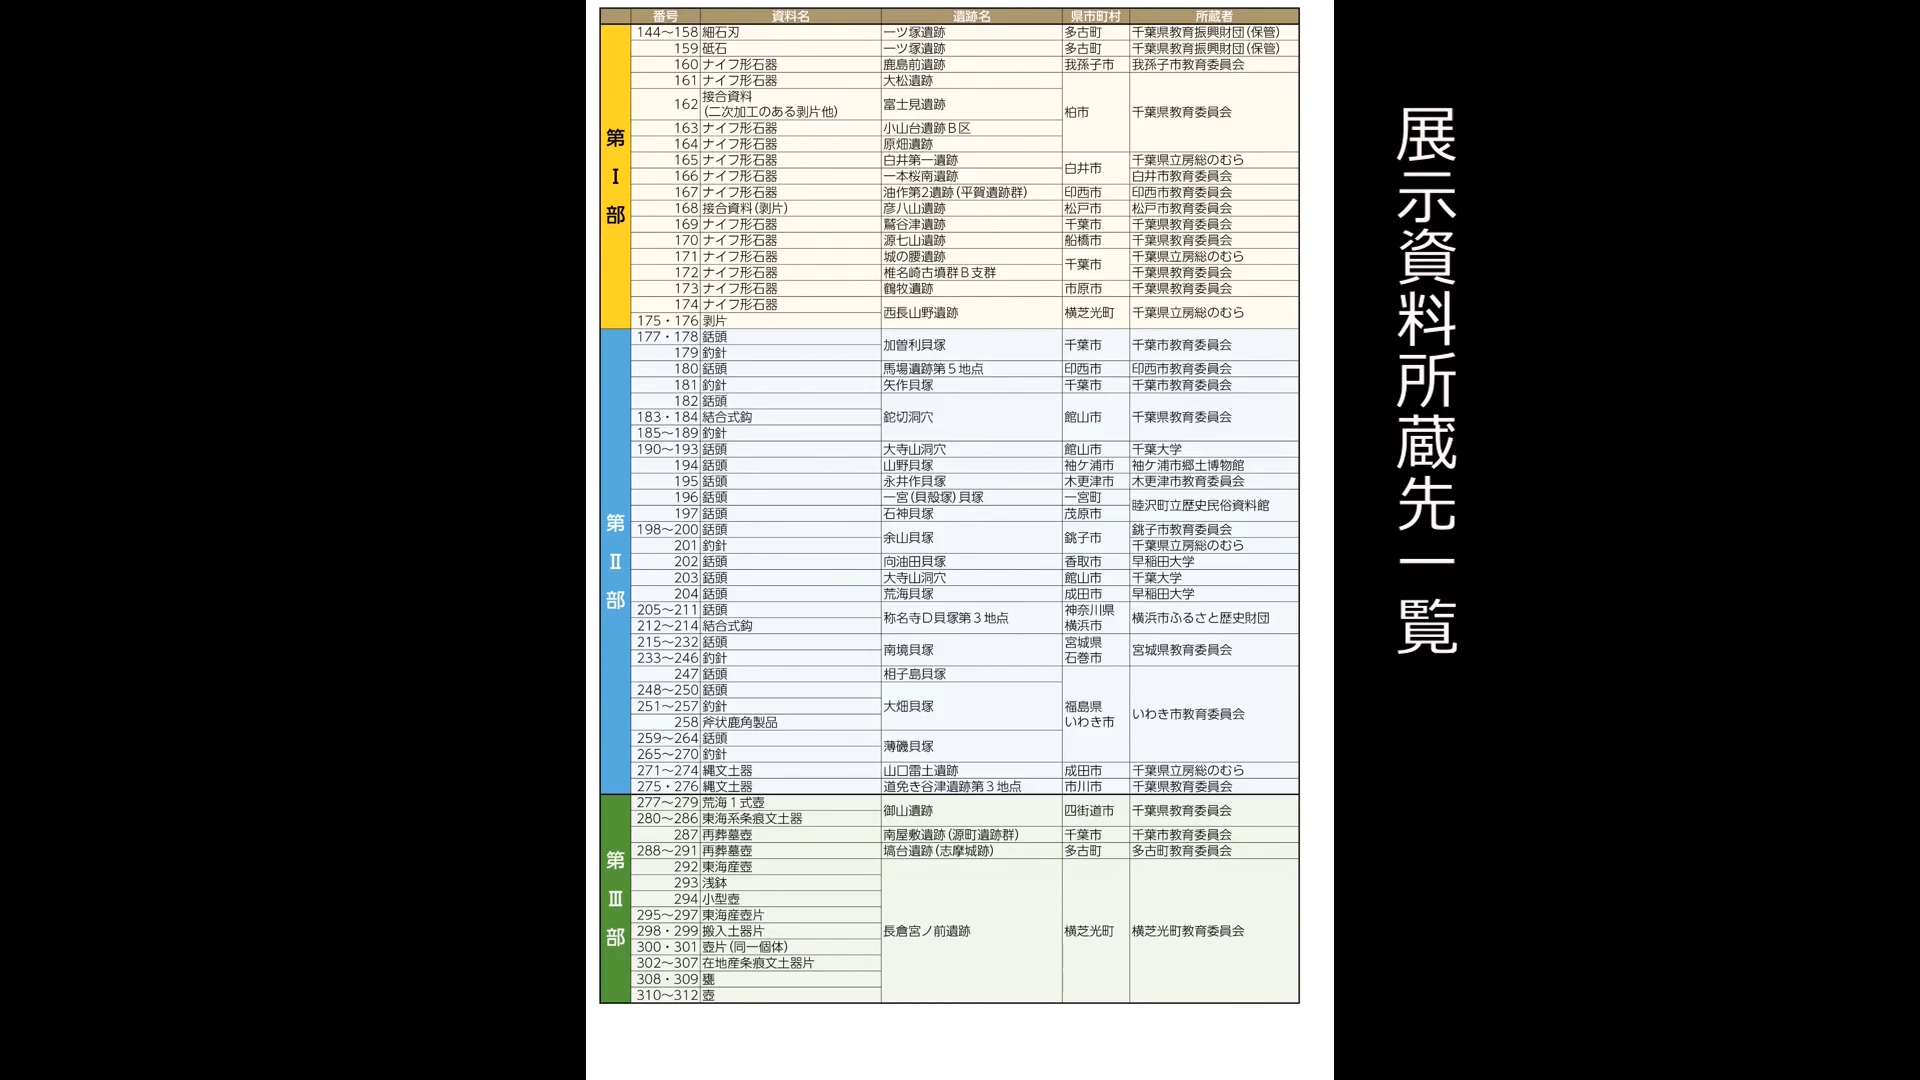 番号 資料名 遺跡名 県市町村 所蔵者
第Ⅰ部
144～158 細石刃 一ツ塚遺跡 多古町 千葉県教育振興財団(保管)
159 砥石 一ツ塚遺跡 多古町 千葉県教育振興財団(保管)
160 ナイフ形石器 鹿島前遺跡 我孫子市 我孫子市教育委員会
161 ナイフ形石器 大松遺跡 柏市 千葉県教育委員会
162 接合資料(二次加工のある剥片他) 富士見遺跡
163 ナイフ形石器 小山台遺跡Ｂ区
164 ナイフ形石器 原畑遺跡
165 ナイフ形石器 白井第一遺跡 白井市 千葉県立房総のむら
166 ナイフ形石器 一本桜南遺跡 白井市教育委員会
167 ナイフ形石器 油作第2遺跡(平賀遺跡群) 印西市 印西市教育委員会
168 接合資料(剥片) 彦八山遺跡 松戸市 松戸市教育委員会
169 ナイフ形石器 鷲谷津遺跡 千葉市 千葉県教育委員会
170 ナイフ形石器 源七山遺跡 船橋市 千葉県教育委員会
171 ナイフ形石器 城の腰遺跡 千葉市 千葉県立房総のむら
172 ナイフ形石器 椎名崎古墳群Ｂ支群 千葉県教育委員会
173 ナイフ形石器 鶴牧遺跡 市原市 千葉県教育委員会
174 ナイフ形石器 西長山野遺跡 横芝光町 千葉県立房総のむら
175・176 剥片
第Ⅱ部
177・178 銛頭 加曽利貝塚 千葉市 千葉市教育委員会
179 釣針
180 銛頭 馬場遺跡第５地点 印西市 印西市教育委員会
181 釣針 矢作貝塚 千葉市 千葉市教育委員会
182 銛頭 鉈切洞穴 館山市 千葉県教育委員会
183・184 結合式鈎
185～189 釣針
190～193 銛頭 大寺山洞穴 館山市 千葉大学
194 銛頭 山野貝塚 袖ケ浦市 袖ケ浦市郷土博物館
195 銛頭 永井作貝塚 木更津市 木更津市教育委員会
196 銛頭 一宮(貝殻塚)貝塚 一宮町 睦沢町立歴史民俗資料館
197 銛頭 石神貝塚 茂原市
198～200 銛頭 余山貝塚 銚子市 銚子市教育委員会
201 釣針 千葉県立房総のむら
202 銛頭 向油田貝塚 香取市 早稲田大学
203 銛頭 大寺山洞穴 館山市 千葉大学
204 銛頭 荒海貝塚 成田市 早稲田大学
205～211 銛頭 称名寺Ｄ貝塚第３地点 神奈川県横浜市 横浜市ふるさと歴史財団
212～214 結合式鈎
215～232 銛頭 南境貝塚 宮城県石巻市 宮城県教育委員会
233～246 釣針
247 銛頭 相子島貝塚 福島県いわき市 いわき市教育委員会
248～250 銛頭 大畑貝塚
251～257 釣針
258 斧状鹿角製品
259～264 銛頭 薄磯貝塚
265～270 釣針
271～274 縄文土器 山口雷土遺跡 成田市 千葉県立房総のむら
275・276 縄文土器 道免き谷津遺跡第３地点 市川市 千葉県教育委員会
第Ⅲ部
277～279 荒海１式壺 御山遺跡 四街道市 千葉県教育委員会
280～286 東海系条痕文土器
287 再葬墓壺 南屋敷遺跡(源町遺跡群) 千葉市 千葉市教育委員会
288～291 再葬墓壺 塙台遺跡(志摩城跡) 多古町 多古町教育委員会
292 東海産壺 長倉宮ノ前遺跡 横芝光町 横芝光町教育委員会
293 浅鉢
294 小型壺
295～297 東海産壺片
298・299 搬入土器片
300・301 壺片(同一個体)
302～307 在地産条痕文土器片
308・309 甕
310～312 壺
展示資料所蔵先一覧